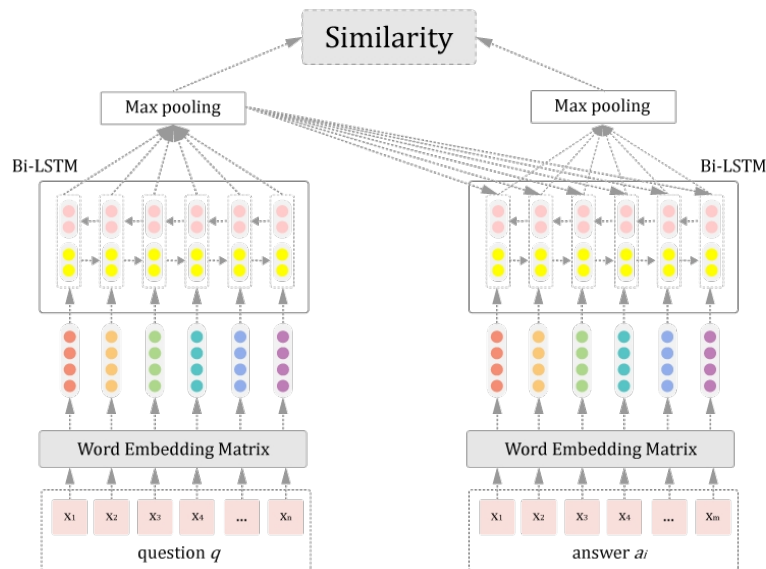 Similarity
Max pooling
Max pooling
Bi-LSTM
Bi-LSTM
Word Embedding Matrix
Word Embedding Matrix
x₁ x₂ x₃ x₄ ... xₙ
x₁ x₂ x₃ x₄ ... xₘ
question q
answer aᵢ